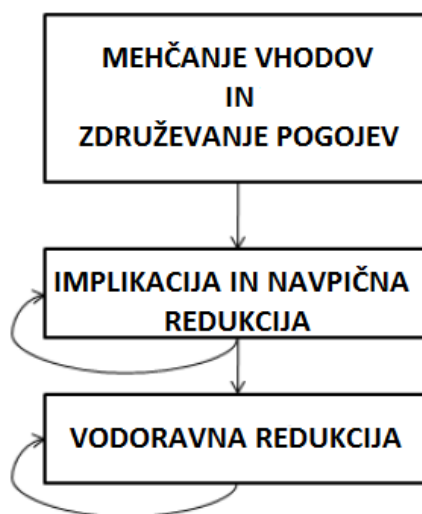 MEHČANJE VHODOV
IN
ZDRUŽEVANJE POGOJEV
IMPLIKACIJA IN NAVPIČNA
REDUKCIJA
VODORAVNA REDUKCIJA